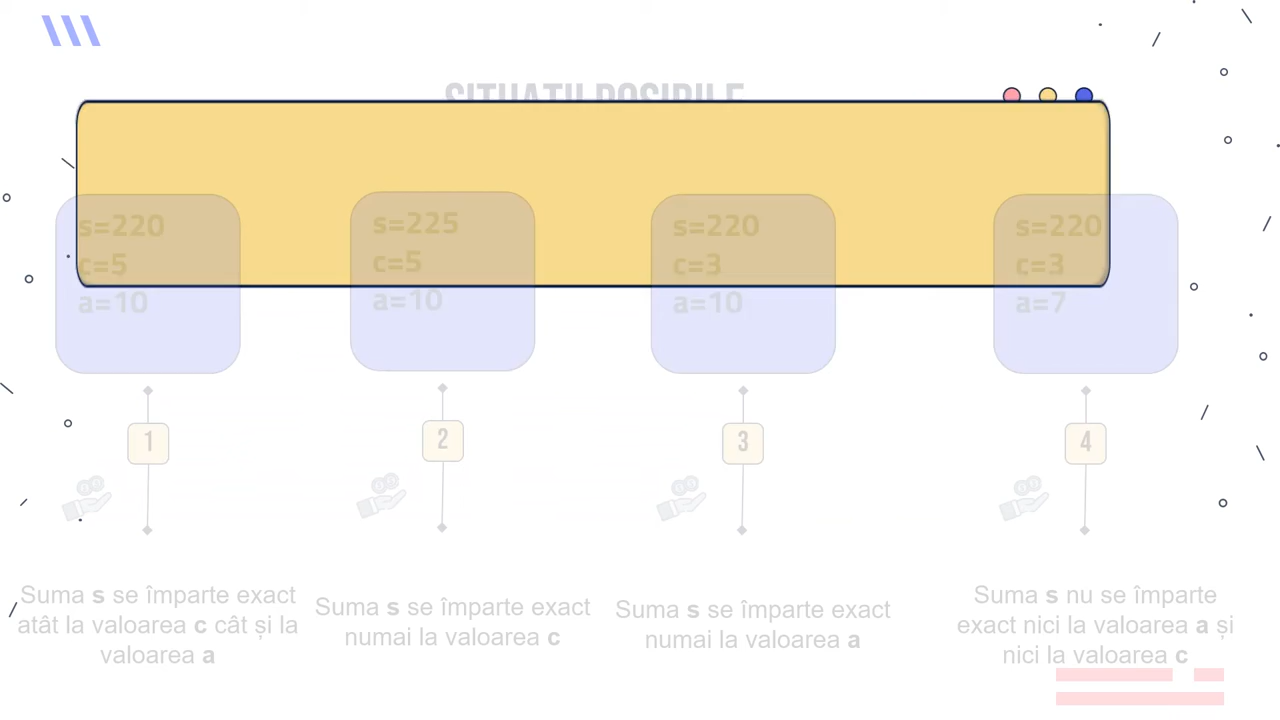 SITUAȚII POSIBILE
s=220
c=5
a=10
s=225
c=5
a=10
s=220
c=3
a=10
s=220
c=3
a=7
1
2
3
4
Suma s se împarte exact
atât la valoarea c cât și la
valoarea a
Suma s se împarte exact
numai la valoarea c
Suma s se împarte exact
numai la valoarea a
Suma s nu se împarte
exact nici la valoarea a și
nici la valoarea c